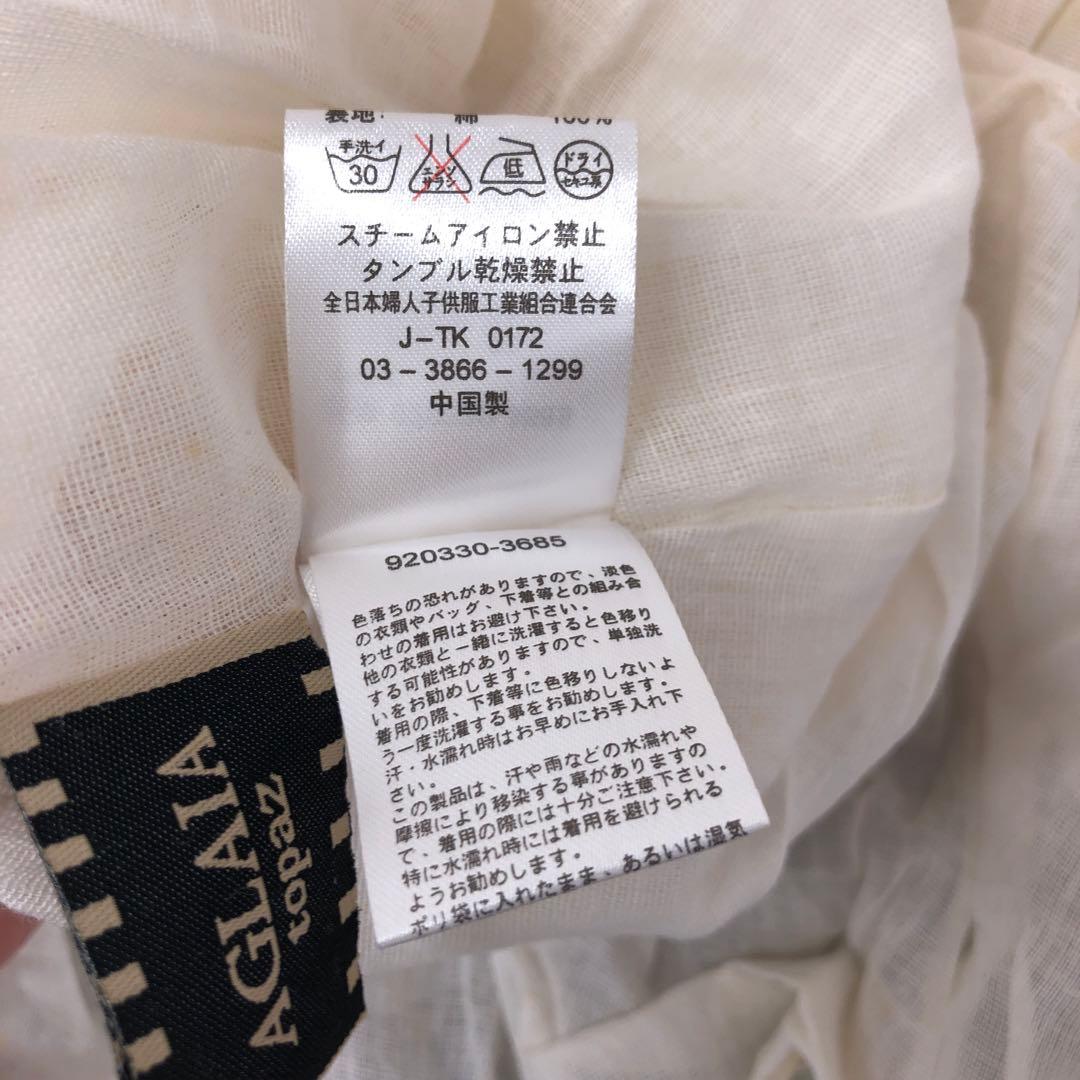 裏地: 綿 100%
手洗イ
30
エンソ
サラシ
低
ドライ
セキユ系
スチームアイロン禁止
タンブル乾燥禁止
全日本婦人子供服工業組合連合会
J-TK 0172
03-3866-1299
中国製
920330-3685
色落ちの恐れがありますので、淡色
の衣類やバッグ、下着等との組み合
わせの着用はお避け下さい。
他の衣類と一緒に洗濯すると色移り
する可能性がありますので、単独洗
いをお勧めします。
着用の際、下着等に色移りしないよ
う一度洗濯する事をお勧めします。
汗・水濡れ時はお早めにお手入れ下
さい。
この製品は、汗や雨などの水濡れや
摩擦により移染する事がありますの
で、着用の際には十分ご注意下さい。
特に水濡れ時には着用を避けられる
ようお勧めします。
ポリ袋に入れたまま、あるいは湿気
AGLAIA
topaz